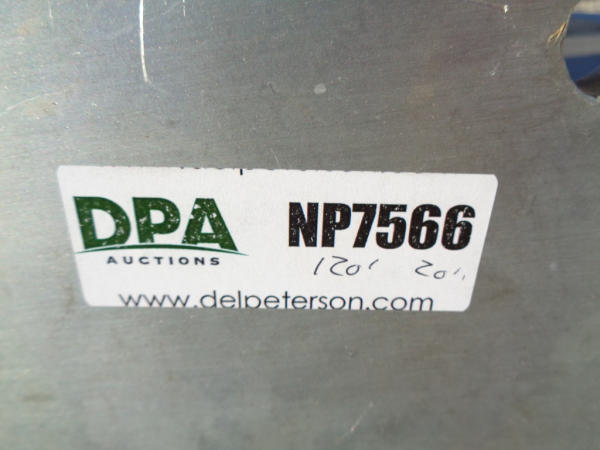 DPA
AUCTIONS
NP7566
120' 20"
www.delpeterson.com